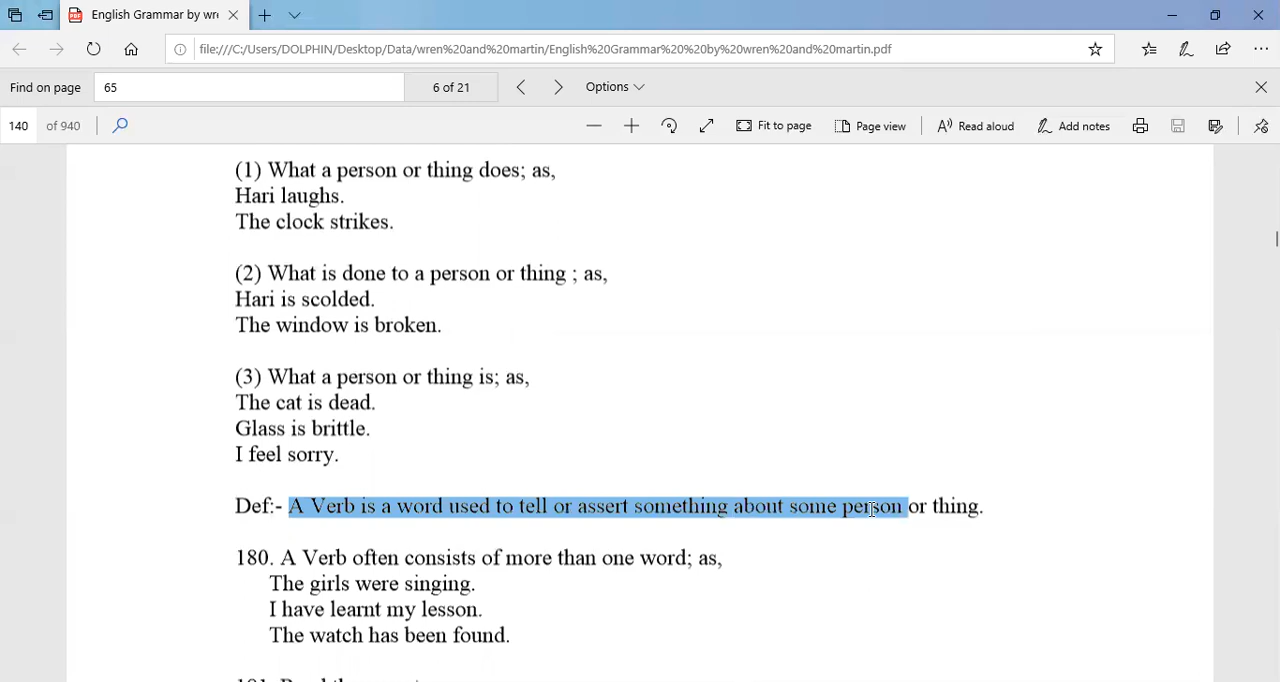 English Grammar by wre
file:///C:/Users/DOLPHIN/Desktop/Data/wren%20and%20martin/English%20Grammar%20%20by%20wren%20and%20martin.pdf
Find on page 65 6 of 21 Options
140 of 940 Fit to page Page view Read aloud Add notes
(1) What a person or thing does; as,
Hari laughs.
The clock strikes.
(2) What is done to a person or thing ; as,
Hari is scolded.
The window is broken.
(3) What a person or thing is; as,
The cat is dead.
Glass is brittle.
I feel sorry.
Def:- A Verb is a word used to tell or assert something about some person or thing.
180. A Verb often consists of more than one word; as,
The girls were singing.
I have learnt my lesson.
The watch has been found.